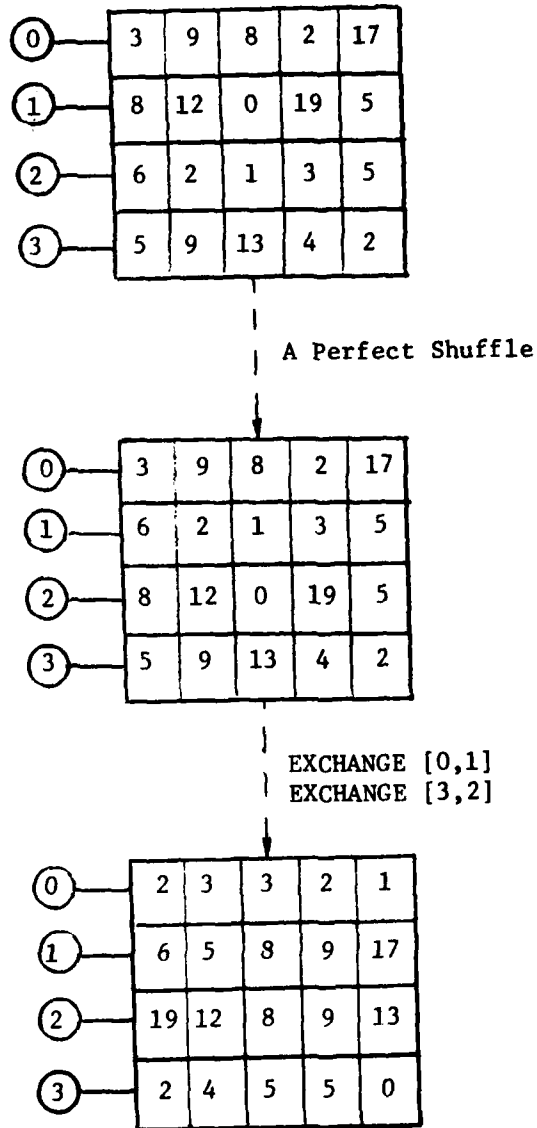 0 3 9 8 2 17
1 8 12 0 19 5
2 6 2 1 3 5
3 5 9 13 4 2
A Perfect Shuffle
0 3 9 8 2 17
1 6 2 1 3 5
2 8 12 0 19 5
3 5 9 13 4 2
EXCHANGE [0,1]
EXCHANGE [3,2]
0 2 3 3 2 1
1 6 5 8 9 17
2 19 12 8 9 13
3 2 4 5 5 0